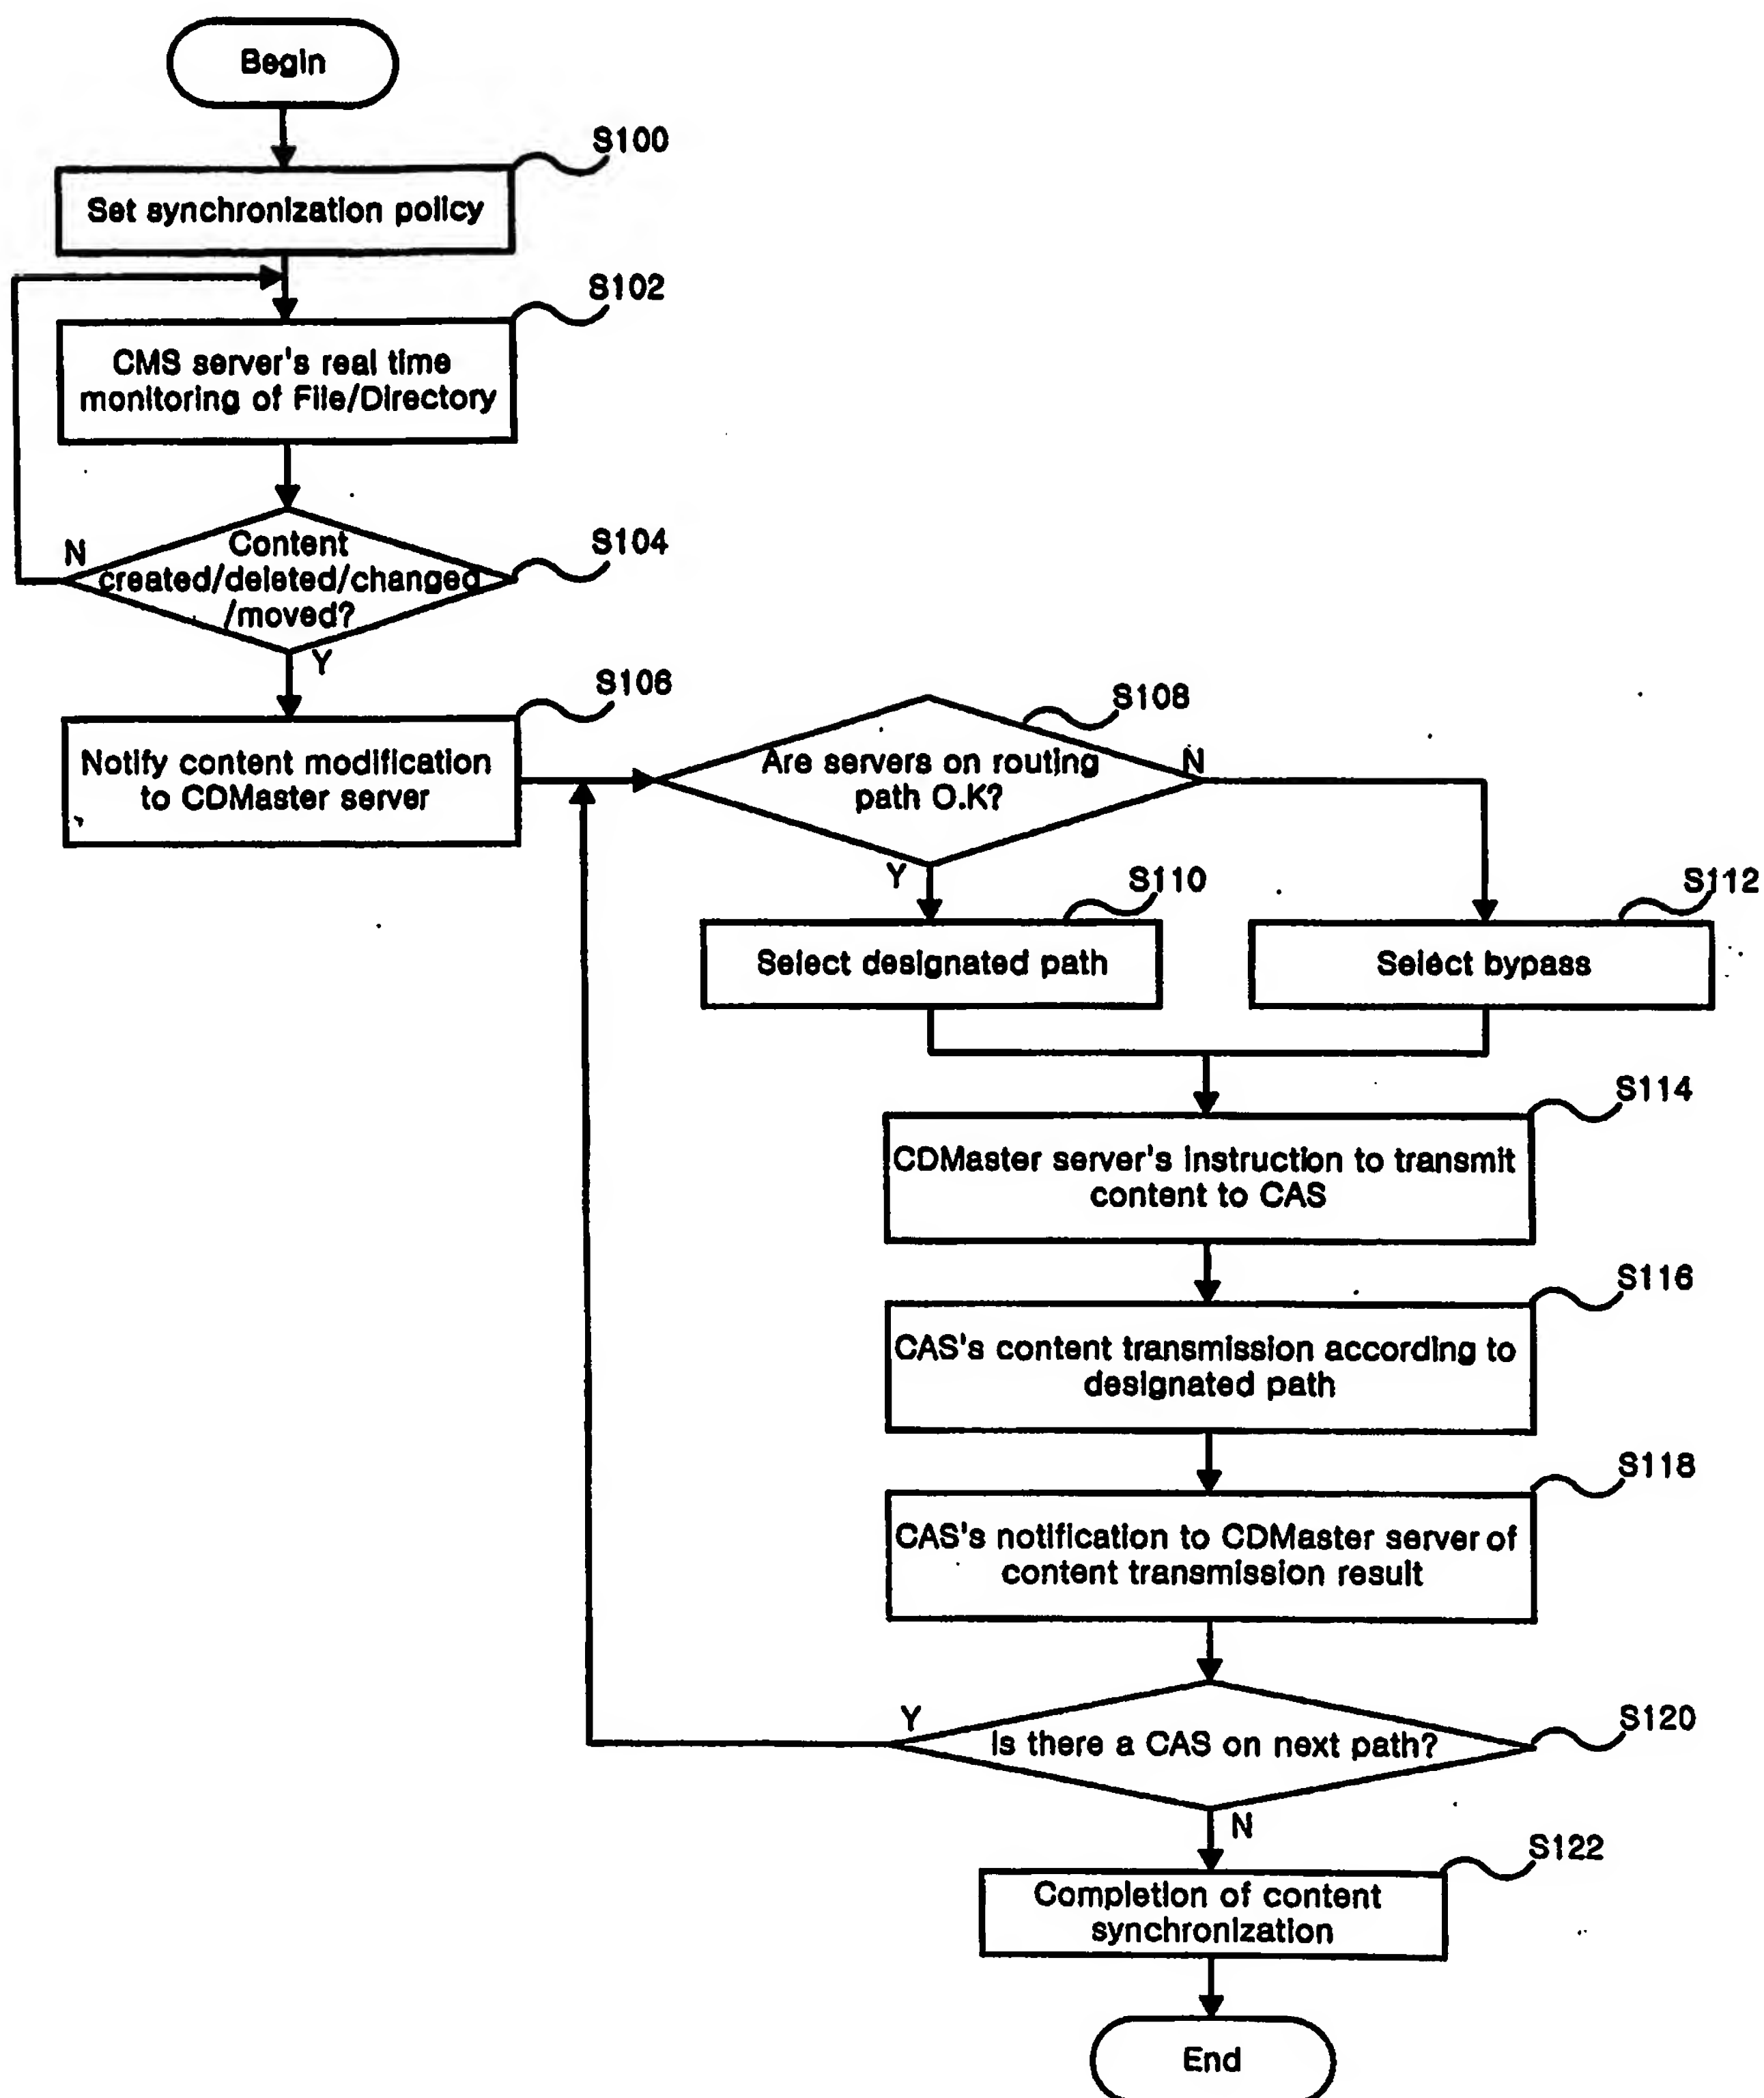 Begin
S100
Set synchronization policy
S102
CMS server's real time
monitoring of File/Directory
S104
N
Content
created/deleted/changed
/moved?
Y
S106
Notify content modification
to CDMaster server
S108
Are servers on routing
path O.K?
N
Y
S110
Select designated path
S112
Select bypass
S114
CDMaster server's instruction to transmit
content to CAS
S116
CAS's content transmission according to
designated path
S118
CAS's notification to CDMaster server of
content transmission result
S120
Y
Is there a CAS on next path?
N
S122
Completion of content
synchronization
End